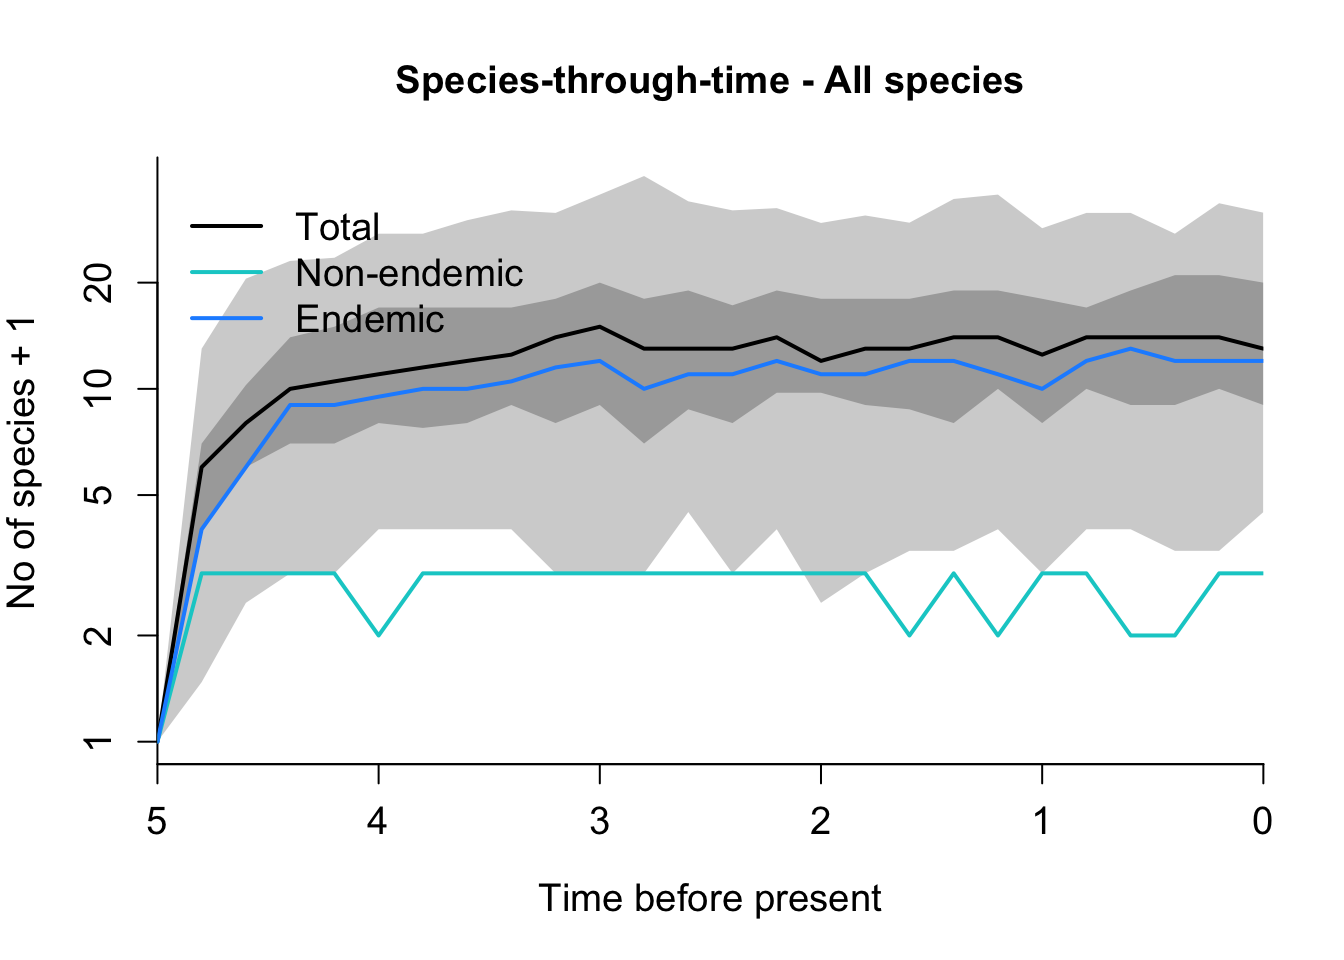 Species-through-time - All species
Total
Non-endemic
Endemic
No of species + 1
20
10
5
2
1
5 4 3 2 1 0
Time before present